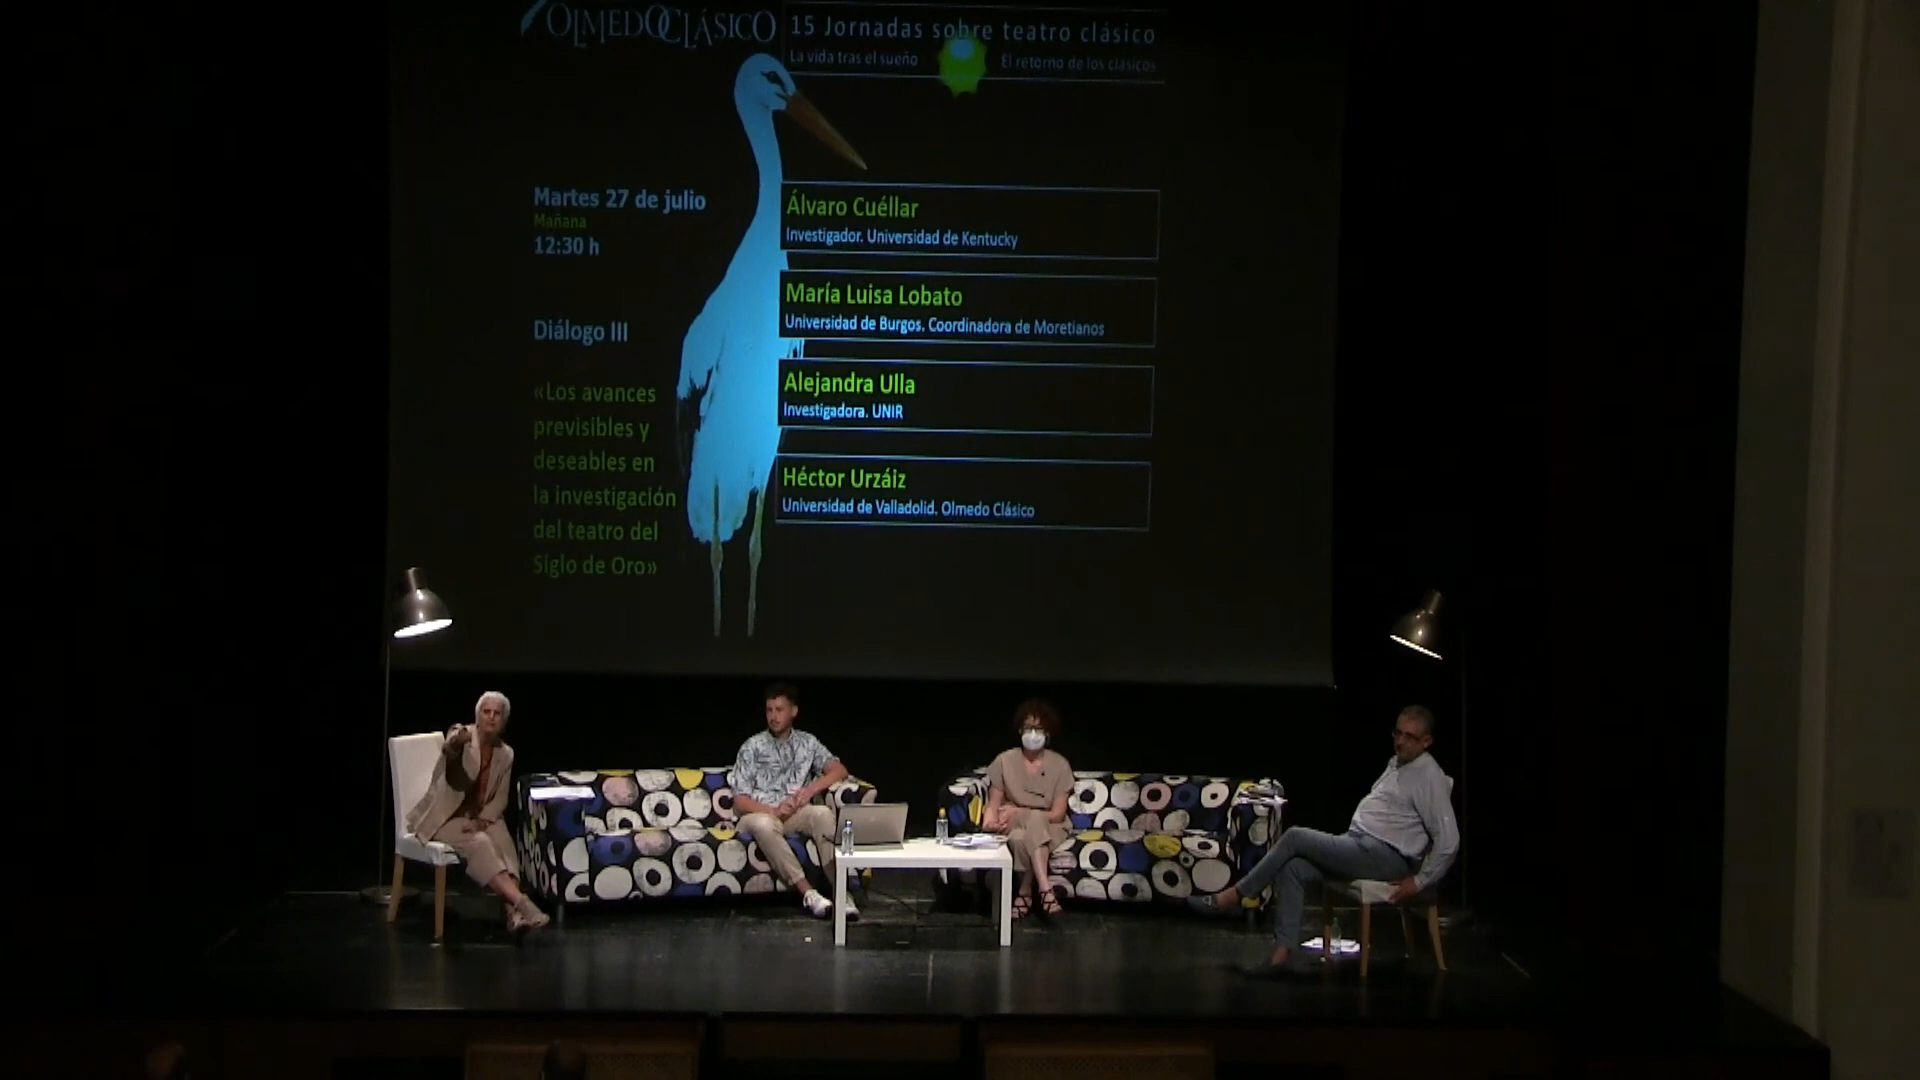 OLMEDOCLÁSICO
15 Jornadas sobre teatro clásico
La vida tras el sueño
El retorno de los clásicos
Martes 27 de julio
Mañana
12:30 h
Diálogo III
«Los avances
previsibles y
deseables en
la investigación
del teatro del
Siglo de Oro»
Álvaro Cuéllar
Investigador. Universidad de Kentucky
María Luisa Lobato
Universidad de Burgos. Coordinadora de Moretianos
Alejandra Ulla
Investigadora. UNIR
Héctor Urzáiz
Universidad de Valladolid. Olmedo Clásico